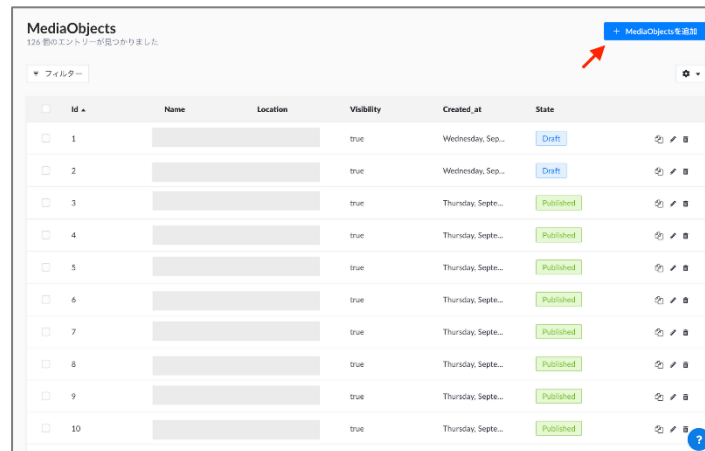 MediaObjects
126 個のエントリーが見つかりました
+ MediaObjectsを追加
フィルター
Id Name Location Visibility Created_at State
1 true Wednesday, Sep... Draft
2 true Wednesday, Sep... Draft
3 true Thursday, Septe... Published
4 true Thursday, Septe... Published
5 true Thursday, Septe... Published
6 true Thursday, Septe... Published
7 true Thursday, Septe... Published
8 true Thursday, Septe... Published
9 true Thursday, Septe... Published
10 true Thursday, Septe... Published
?